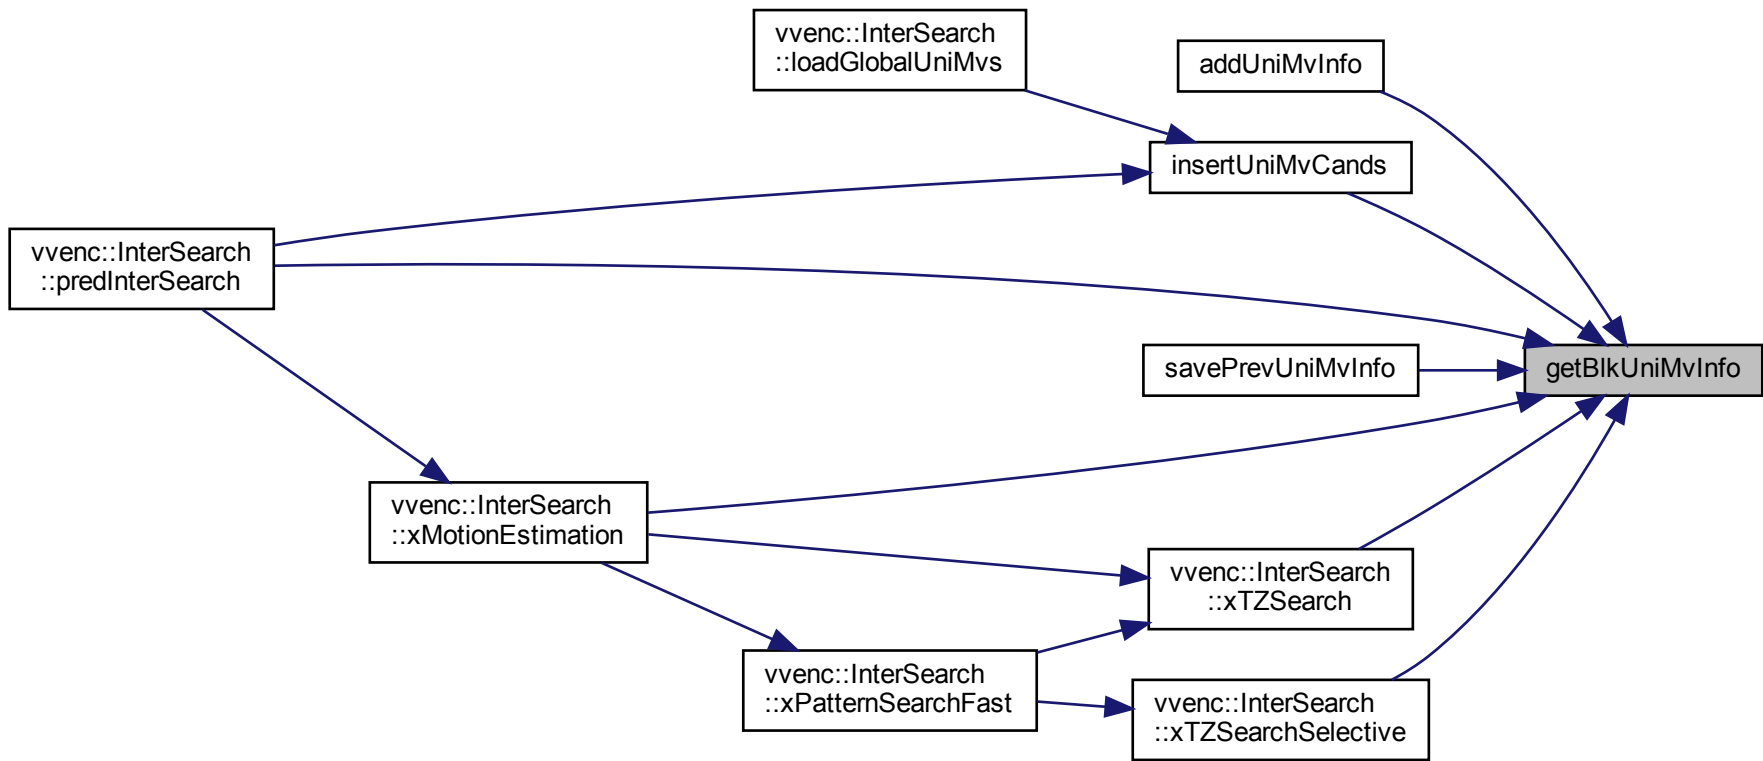 vvenc::InterSearch
::loadGlobalUniMvs
addUniMvInfo
insertUniMvCands
vvenc::InterSearch
::predInterSearch
savePrevUniMvInfo
getBlkUniMvInfo
vvenc::InterSearch
::xMotionEstimation
vvenc::InterSearch
::xTZSearch
vvenc::InterSearch
::xPatternSearchFast
vvenc::InterSearch
::xTZSearchSelective